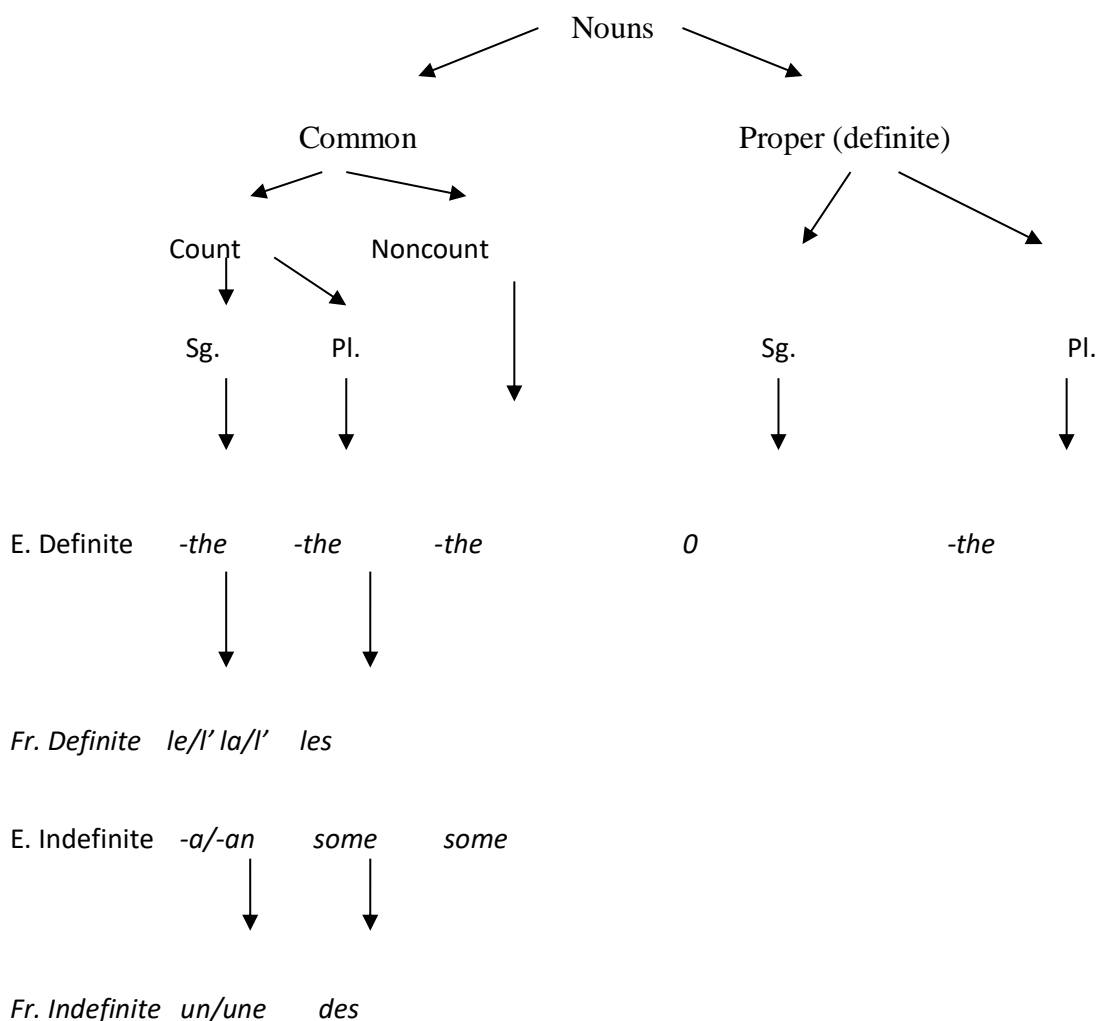 Nouns
Common Proper (definite)
Count Noncount
Sg. Pl. Sg. Pl.
E. Definite -the -the -the 0 -the
Fr. Definite le/l’ la/l’ les
E. Indefinite -a/-an some some
Fr. Indefinite un/une des